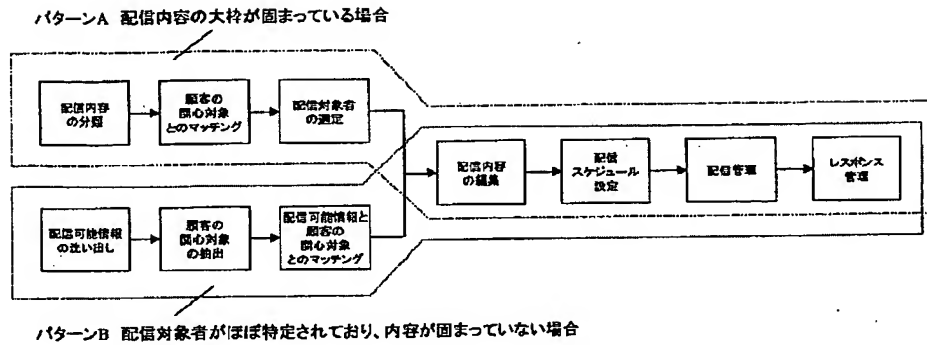 パターンA 配信内容の大枠が固まっている場合
配信内容
の分類
顧客の
関心対象
とのマッチング
配信対象者
の選定
配信内容
の編集
配信
スケジュール
設定
配信管理
レスポンス
管理
配信可能情報
の洗い出し
顧客の
関心対象
の抽出
配信可能情報と
顧客の
関心対象
とのマッチング
パターンB 配信対象者がほぼ特定されており、内容が固まっていない場合